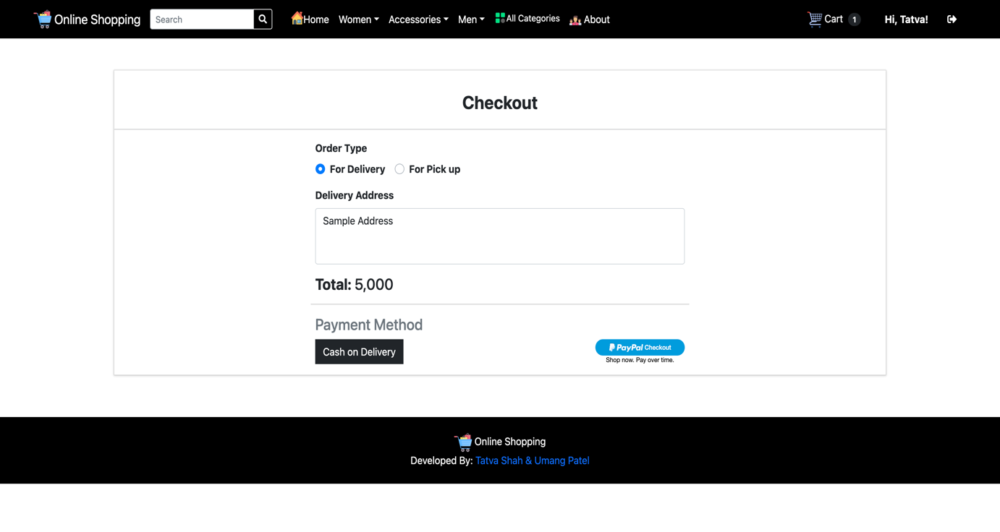 Online Shopping Search Home Women Accessories Men All Categories About Cart 1 Hi, Tatva!
Checkout
Order Type
For Delivery For Pick up
Delivery Address
Sample Address
Total: 5,000
Payment Method
Cash on Delivery PayPal Checkout
Shop now. Pay over time.
Online Shopping
Developed By: Tatva Shah & Umang Patel